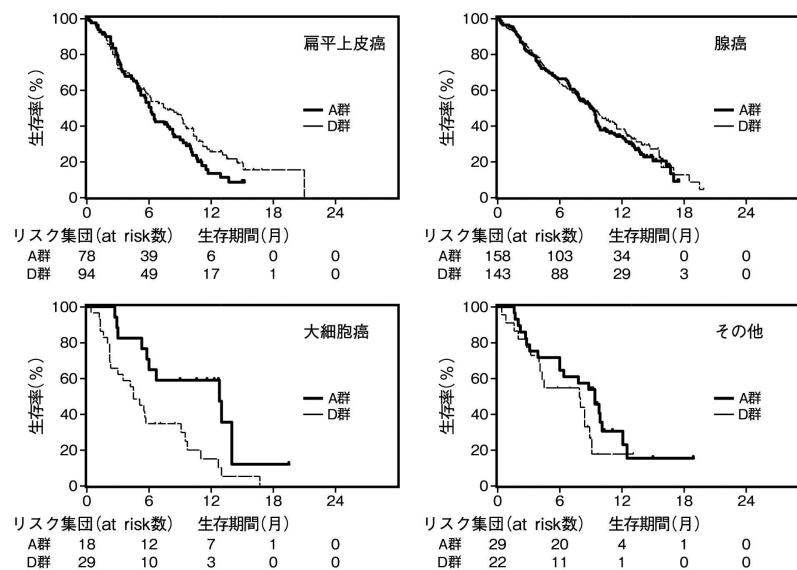 扁平上皮癌
生存率(%)
100
80
60
40
20
0
A群
D群
0 6 12 18 24
リスク集団(at risk数) 生存期間(月)
A群 78 39 6 0 0
D群 94 49 17 1 0
腺癌
生存率(%)
100
80
60
40
20
0
A群
D群
0 6 12 18 24
リスク集団(at risk数) 生存期間(月)
A群 158 103 34 0 0
D群 143 88 29 3 0
大細胞癌
生存率(%)
100
80
60
40
20
0
A群
D群
0 6 12 18 24
リスク集団(at risk数) 生存期間(月)
A群 18 12 7 1 0
D群 29 10 3 0 0
その他
生存率(%)
100
80
60
40
20
0
A群
D群
0 6 12 18 24
リスク集団(at risk数) 生存期間(月)
A群 29 20 4 1 0
D群 22 11 1 0 0